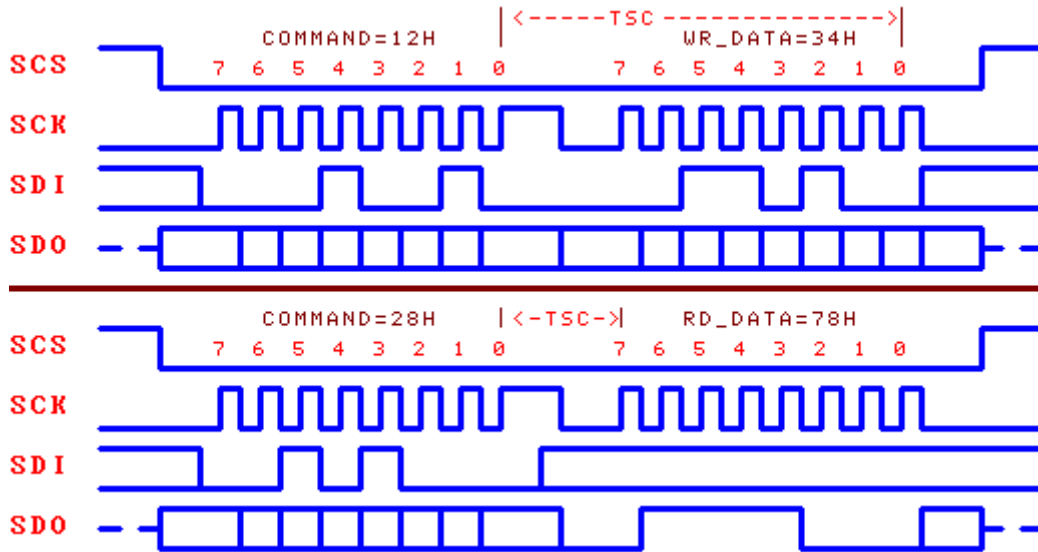 |<-----TSC ------------->|
COMMAND=12H WR_DATA=34H
SCS 7 6 5 4 3 2 1 0 7 6 5 4 3 2 1 0
SCK
SDI
SDO
COMMAND=28H |<-TSC->| RD_DATA=78H
SCS 7 6 5 4 3 2 1 0 7 6 5 4 3 2 1 0
SCK
SDI
SDO